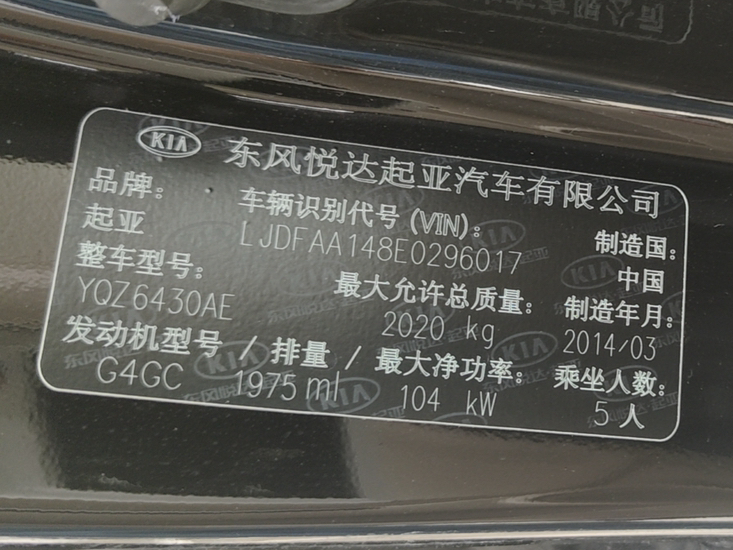 KIA 东风悦达起亚汽车有限公司
品牌: 车辆识别代号 (VIN): 制造国:
起亚 LJDFAA148E0296017 中国
整车型号: 最大允许总质量: 制造年月:
YQZ6430AE 2020 kg 2014/03
发动机型号 / 排量 / 最大净功率: 乘坐人数:
G4GC 1975ml 104 kW 5人